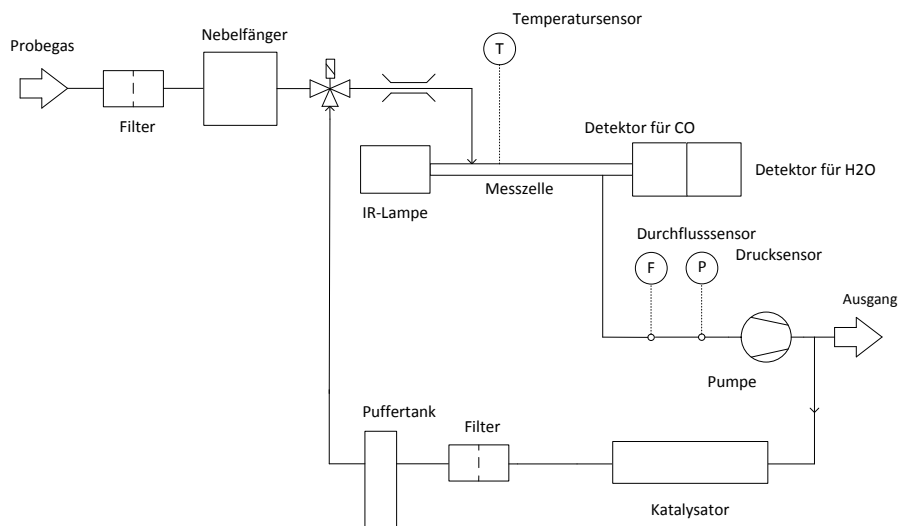 Temperatursensor
T
Nebelfänger
Probegas
Filter
Detektor für CO
Detektor für H2O
Messzelle
IR-Lampe
Durchflusssensor
Drucksensor
F
P
Ausgang
Pumpe
Puffertank
Filter
Katalysator